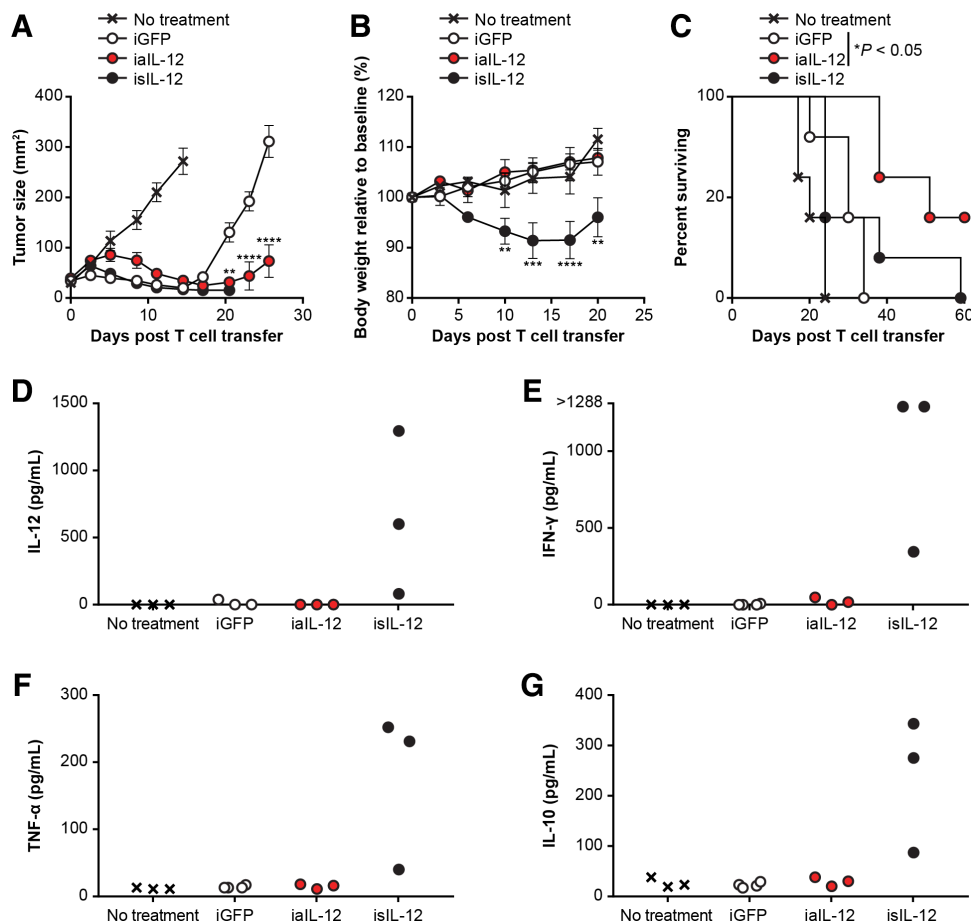 A
No treatment
iGFP
iaIL-12
isIL-12
Tumor size (mm²)
400
300
200
100
0
**
****
****
0 10 20 30
Days post T cell transfer
B
No treatment
iGFP
iaIL-12
isIL-12
Body weight relative to baseline (%)
120
110
100
90
80
**
***
****
**
0 5 10 15 20 25
Days post T cell transfer
C
No treatment
iGFP
iaIL-12
isIL-12
*P < 0.05
Percent surviving
100
20
0
0 20 40 60
Days post T cell transfer
D
IL-12 (pg/mL)
1500
1000
500
0
No treatment iGFP iaIL-12 isIL-12
E
IFN-γ (pg/mL)
>1288
1000
500
0
No treatment iGFP iaIL-12 isIL-12
F
TNF-α (pg/mL)
300
200
100
0
No treatment iGFP iaIL-12 isIL-12
G
IL-10 (pg/mL)
400
300
200
100
0
No treatment iGFP iaIL-12 isIL-12